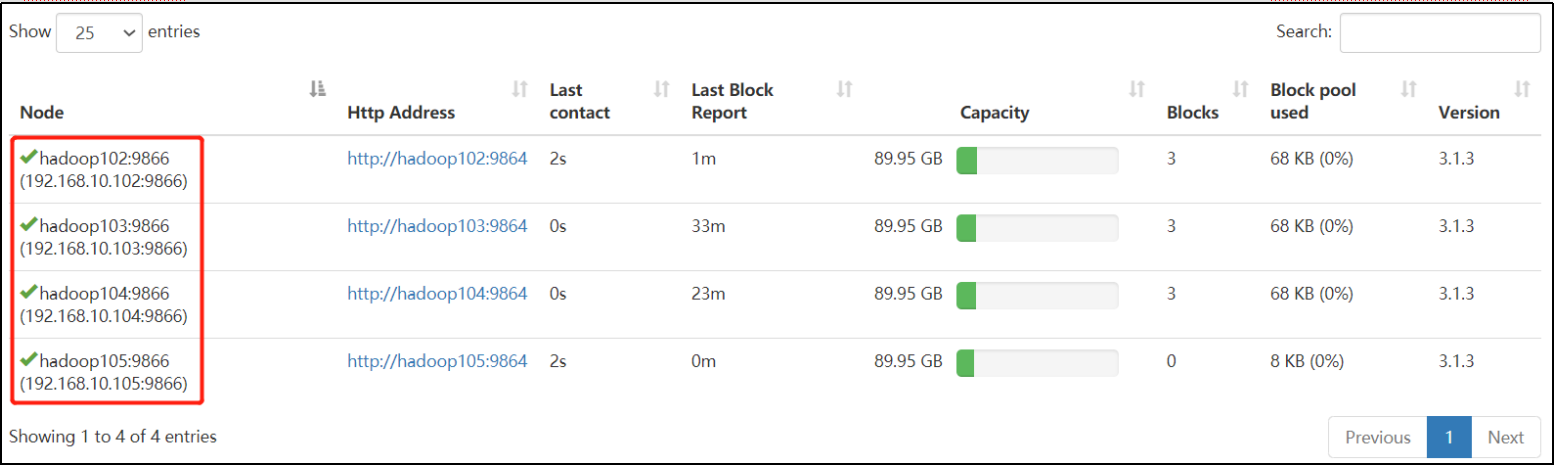 Show 25 entries Search:
Node Http Address Last contact Last Block Report Capacity Blocks Block pool used Version
hadoop102:9866 http://hadoop102:9864 2s 1m 89.95 GB 3 68 KB (0%) 3.1.3
(192.168.10.102:9866)
hadoop103:9866 http://hadoop103:9864 0s 33m 89.95 GB 3 68 KB (0%) 3.1.3
(192.168.10.103:9866)
hadoop104:9866 http://hadoop104:9864 0s 23m 89.95 GB 3 68 KB (0%) 3.1.3
(192.168.10.104:9866)
hadoop105:9866 http://hadoop105:9864 2s 0m 89.95 GB 0 8 KB (0%) 3.1.3
(192.168.10.105:9866)
Showing 1 to 4 of 4 entries Previous 1 Next